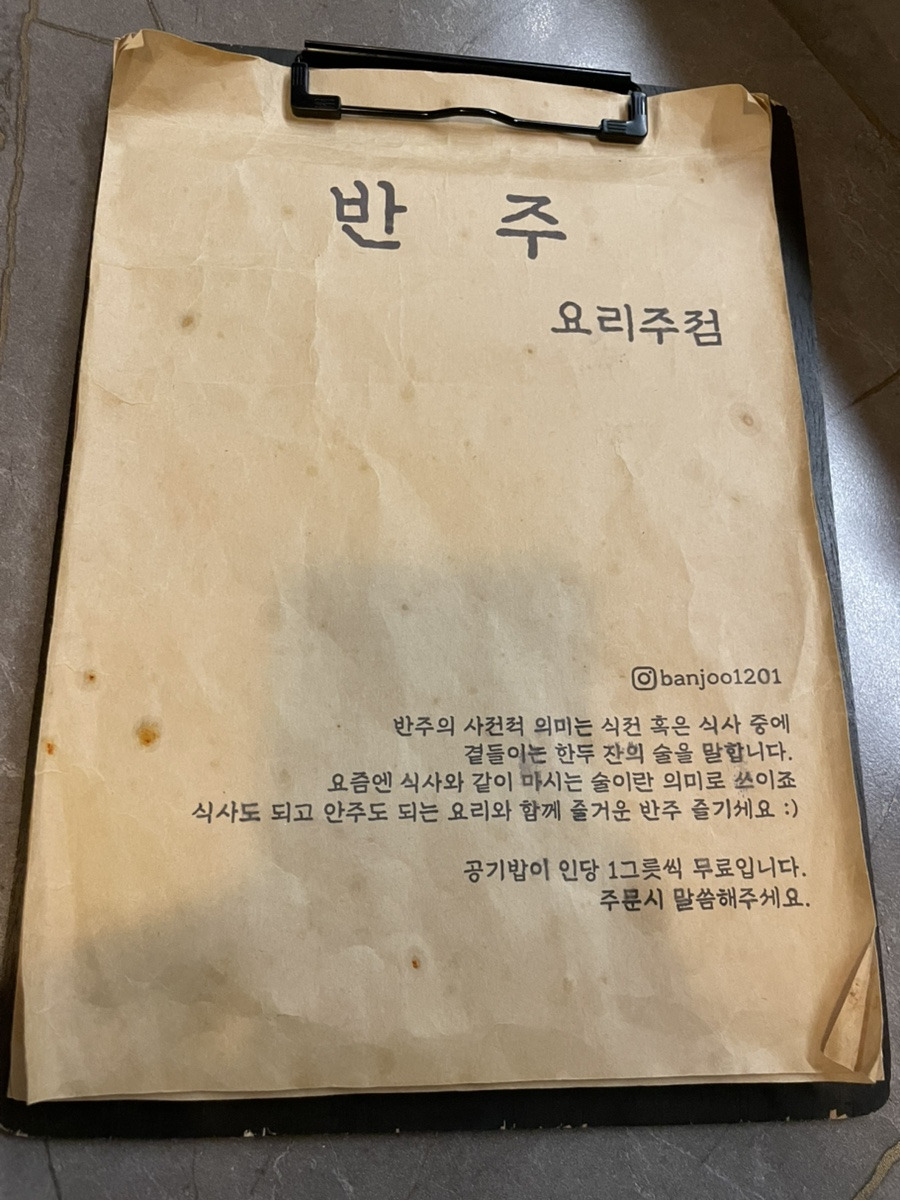 반 주
요리주점
banjoo1201
반주의 사전적 의미는 식전 혹은 식사 중에
곁들이는 한두 잔의 술을 말합니다.
요즘엔 식사와 같이 마시는 술이란 의미로 쓰이죠
식사도 되고 안주도 되는 요리와 함께 즐거운 반주 즐기세요 :)
공기밥이 인당 1그릇씩 무료입니다.
주문시 말씀해주세요.